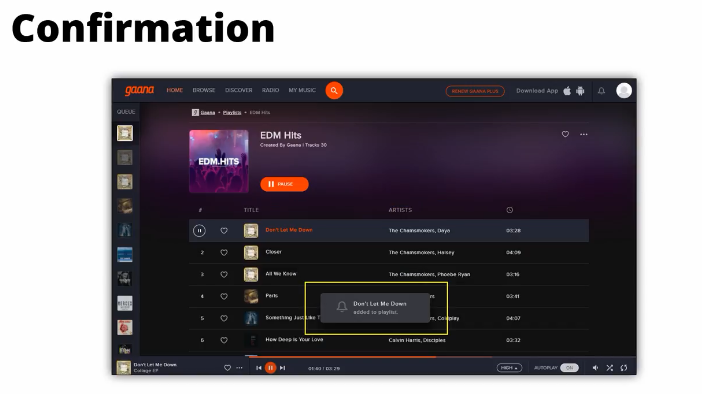 Confirmation
gaana HOME BROWSE DISCOVER RADIO MY MUSIC RENEW GAANA PLUS Download App
QUEUE
Gaana • Playlists • EDM Hits
EDM Hits
Created By Gaana | Tracks 30
EDM.HITS
PAUSE
# TITLE ARTISTS
Don't Let Me Down The Chainsmokers, Daya 03:28
2 Closer The Chainsmokers, Halsey 04:09
3 All We Know The Chainsmokers, Phoebe Ryan 03:16
4 Paris 03:41
5 Something Just Like T Coldplay 04:07
6 How Deep Is Your Love Calvin Harris, Disciples 03:32
Don't Let Me Down
added to playlist.
Don't Let Me Down
Collage EP
01:40 / 03:29 HIGH AUTOPLAY ON